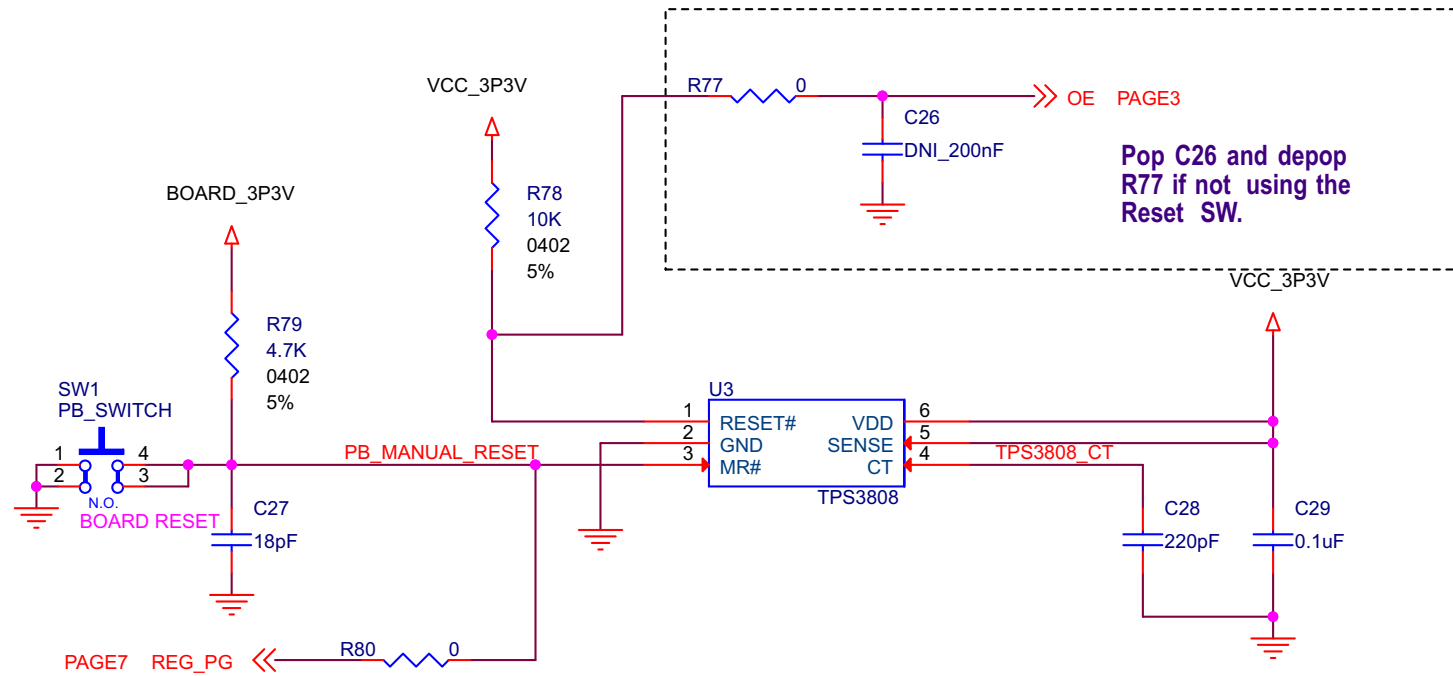 VCC_3P3V
R77 0
OE PAGE3
C26
DNI_200nF
Pop C26 and depop
R77 if not using the
Reset SW.
BOARD_3P3V
R78
10K
0402
5%
VCC_3P3V
R79
4.7K
0402
5%
SW1
PB_SWITCH
1 4
2 3
N.O.
BOARD RESET
C27
18pF
PB_MANUAL_RESET
U3
1 RESET# VDD 6
2 GND SENSE 5
3 MR# CT 4
TPS3808
TPS3808_CT
C28
220pF
C29
0.1uF
PAGE7 REG_PG
R80 0